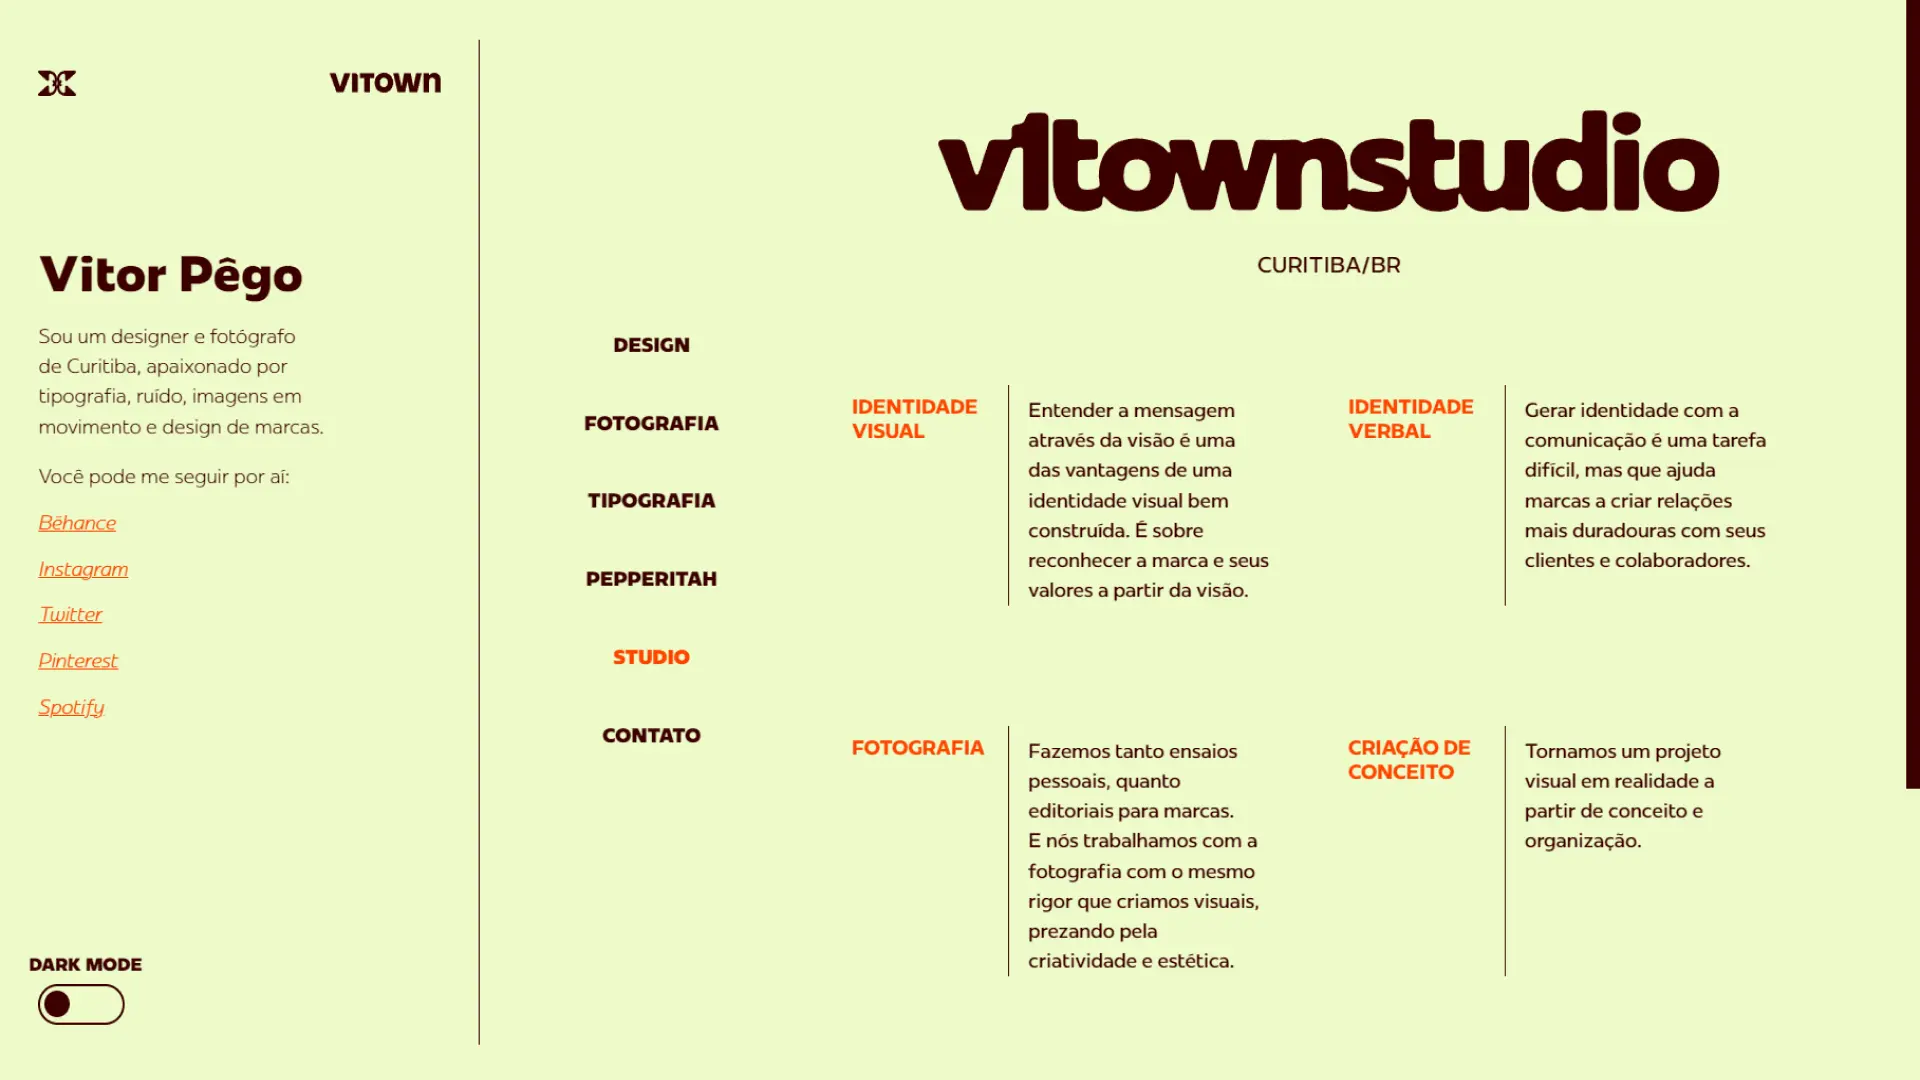 VITOWN
Vitor Pêgo
Sou um designer e fotógrafo
de Curitiba, apaixonado por
tipografia, ruído, imagens em
movimento e design de marcas.
Você pode me seguir por aí:
Bēhance
Instagram
Twitter
Pinterest
Spotify
DARK MODE
v1townstudio
CURITIBA/BR
DESIGN
FOTOGRAFIA
TIPOGRAFIA
PEPPERITAH
STUDIO
CONTATO
IDENTIDADE
VISUAL
Entender a mensagem
através da visão é uma
das vantagens de uma
identidade visual bem
construída. É sobre
reconhecer a marca e seus
valores a partir da visão.
IDENTIDADE
VERBAL
Gerar identidade com a
comunicação é uma tarefa
difícil, mas que ajuda
marcas a criar relações
mais duradouras com seus
clientes e colaboradores.
FOTOGRAFIA
Fazemos tanto ensaios
pessoais, quanto
editoriais para marcas.
E nós trabalhamos com a
fotografia com o mesmo
rigor que criamos visuais,
prezando pela
criatividade e estética.
CRIAÇÃO DE
CONCEITO
Tornamos um projeto
visual em realidade a
partir de conceito e
organização.